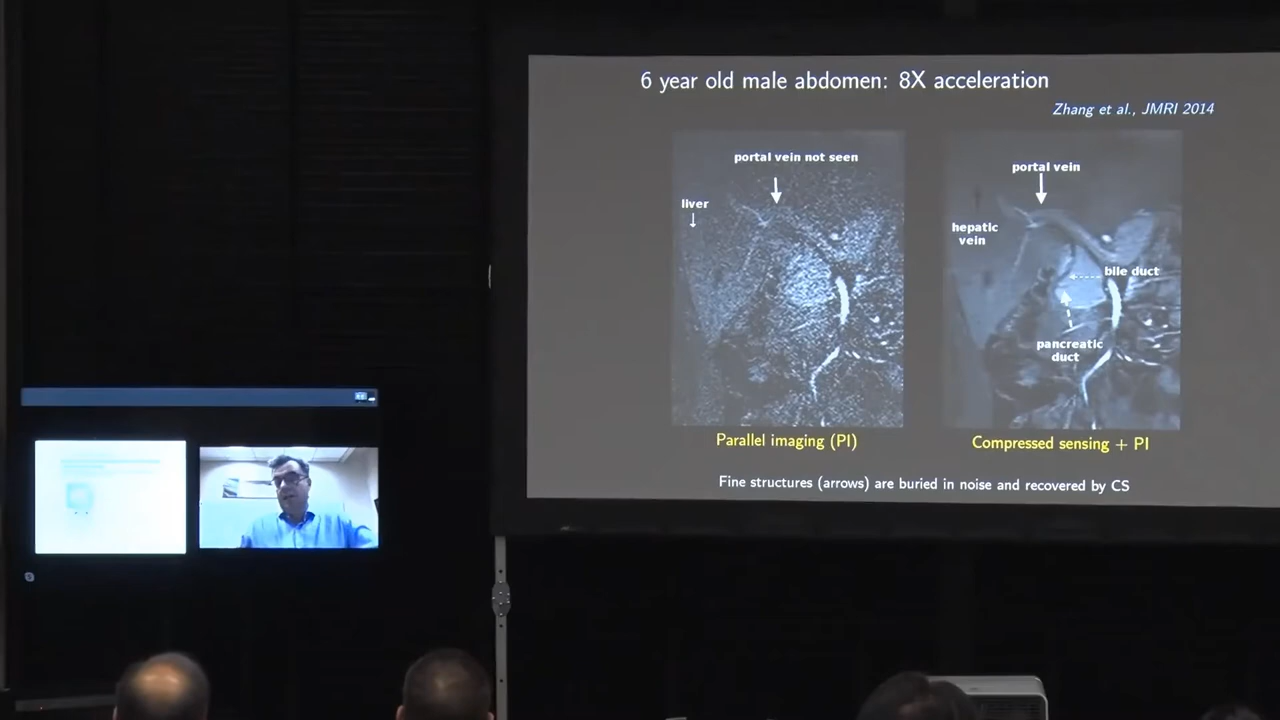 6 year old male abdomen: 8X acceleration
Zhang et al., JMRI 2014
portal vein not seen
liver
portal vein
hepatic
vein
bile duct
pancreatic
duct
Parallel imaging (PI)
Compressed sensing + PI
Fine structures (arrows) are buried in noise and recovered by CS